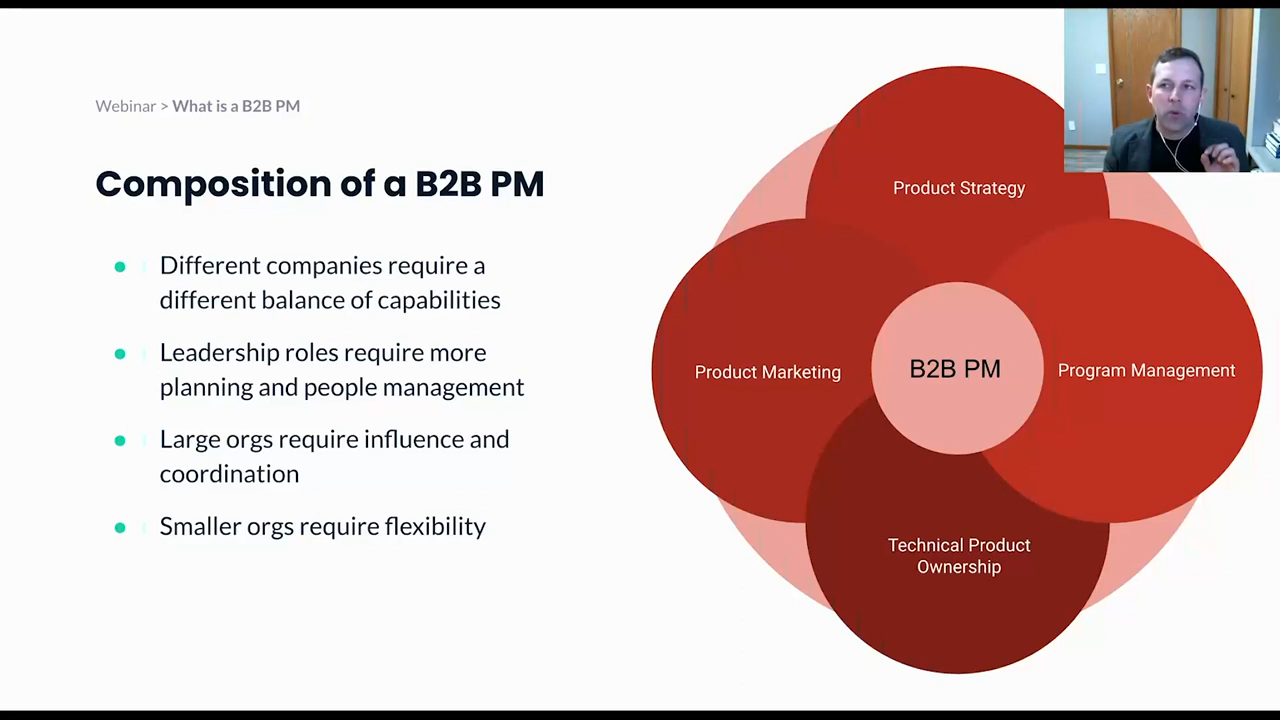 Webinar > What is a B2B PM
Composition of a B2B PM
Different companies require a
different balance of capabilities
Leadership roles require more
planning and people management
Large orgs require influence and
coordination
Smaller orgs require flexibility
Product Strategy
Product Marketing
B2B PM
Program Management
Technical Product
Ownership